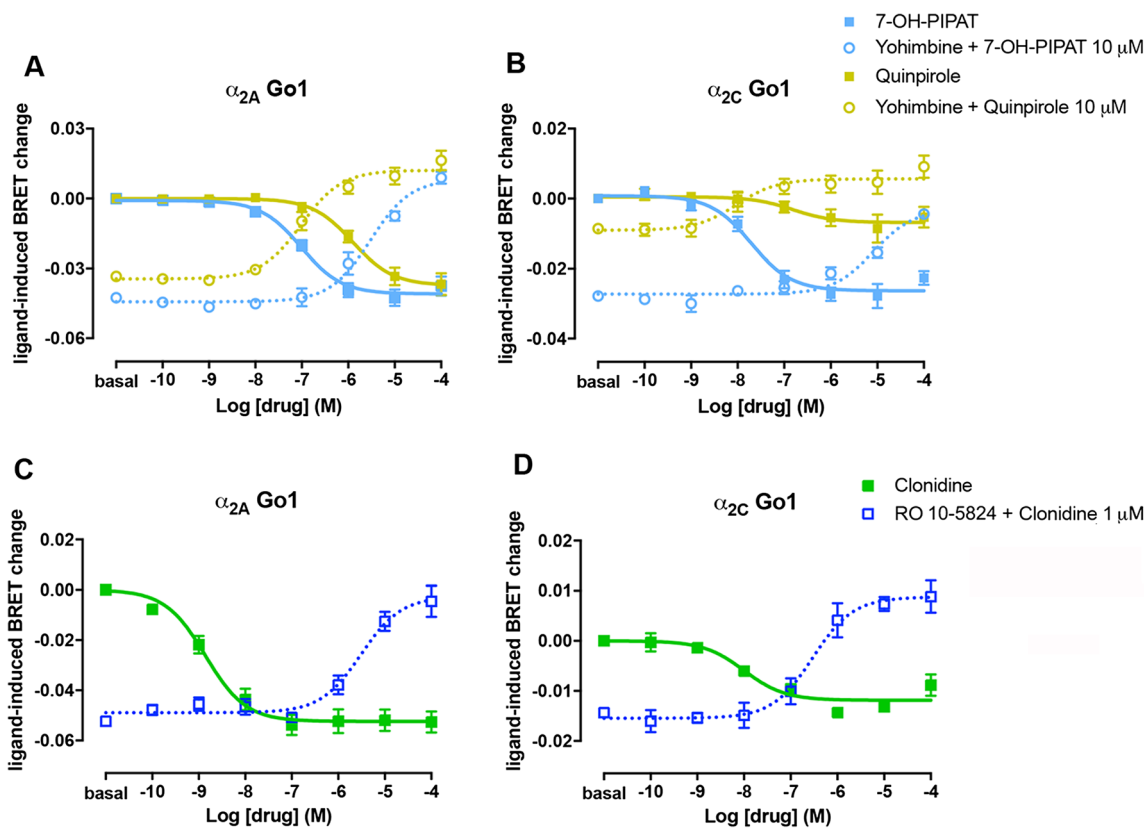 7-OH-PIPAT
Yohimbine + 7-OH-PIPAT 10 μM
Quinpirole
Yohimbine + Quinpirole 10 μM
A
α2A Go1
ligand-induced BRET change
0.03
0.00
-0.03
-0.06
basal -10 -9 -8 -7 -6 -5 -4
Log [drug] (M)
B
α2C Go1
ligand-induced BRET change
0.02
0.00
-0.02
-0.04
basal -10 -9 -8 -7 -6 -5 -4
Log [drug] (M)
C
α2A Go1
ligand-induced BRET change
0.02
0.00
-0.02
-0.04
-0.06
basal -10 -9 -8 -7 -6 -5 -4
Log [drug] (M)
D
α2C Go1
Clonidine
RO 10-5824 + Clonidine 1 μM
ligand-induced BRET change
0.02
0.01
0.00
-0.01
-0.02
basal -10 -9 -8 -7 -6 -5 -4
Log [drug] (M)